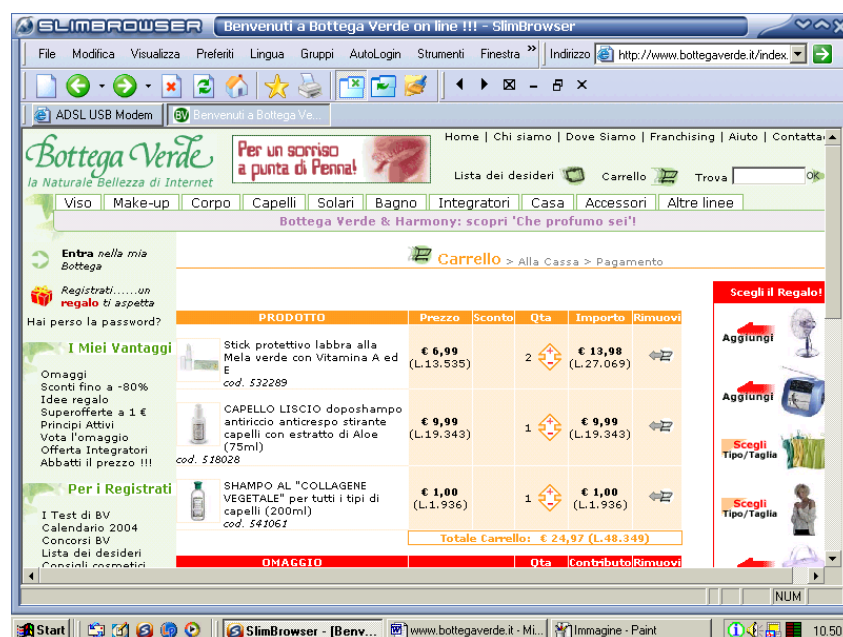 SLIMBROWSER Benvenuti a Bottega Verde on line !!! - SlimBrowser
File Modifica Visualizza Preferiti Lingua Gruppi AutoLogin Strumenti Finestra » Indirizzo http://www.bottegaverde.it/index.
ADSL USB Modem BV Benvenuti a Bottega Ve...
Bottega Verde
la Naturale Bellezza di Internet
Per un sorriso
a punta di Penna!
Home | Chi siamo | Dove Siamo | Franchising | Aiuto | Contatta
Lista dei desideri Carrello Trova OK
Viso Make-up Corpo Capelli Solari Bagno Integratori Casa Accessori Altre linee
Bottega Verde & Harmony: scopri 'Che profumo sei'!
Entra nella mia
Bottega
Registrati......un
regalo ti aspetta
Hai perso la password?
I Miei Vantaggi
Omaggi
Sconti fino a -80%
Idee regalo
Superofferte a 1 €
Principi Attivi
Vota l'omaggio
Offerta Integratori
Abbatti il prezzo !!!
Per i Registrati
I Test di BV
Calendario 2004
Concorsi BV
Lista dei desideri
Consigli cosmetici
Carrello > Alla Cassa > Pagamento
PRODOTTO Prezzo Sconto Qta Importo Rimuovi
Stick protettivo labbra alla
Mela verde con Vitamina A ed
E
cod. 532289
€ 6,99
(L.13.535)
2
€ 13,98
(L.27.069)
CAPELLO LISCIO doposhampo
antiriccio anticrespo stirante
capelli con estratto di Aloe
(75ml)
cod. 518028
€ 9,99
(L.19.343)
1
€ 9,99
(L.19.343)
SHAMPO AL "COLLAGENE
VEGETALE" per tutti i tipi di
capelli (200ml)
cod. 541061
€ 1,00
(L.1.936)
1
€ 1,00
(L.1.936)
Totale Carrello: € 24,97 (L.48.349)
OMAGGIO Qta Contributo Rimuovi
Scegli il Regalo!
Aggiungi
Aggiungi
Scegli
Tipo/Taglia
Scegli
Tipo/Taglia
NUM
Start SlimBrowser - [Benv... www.bottegaverde.it - Mi... Immagine - Paint 10.50